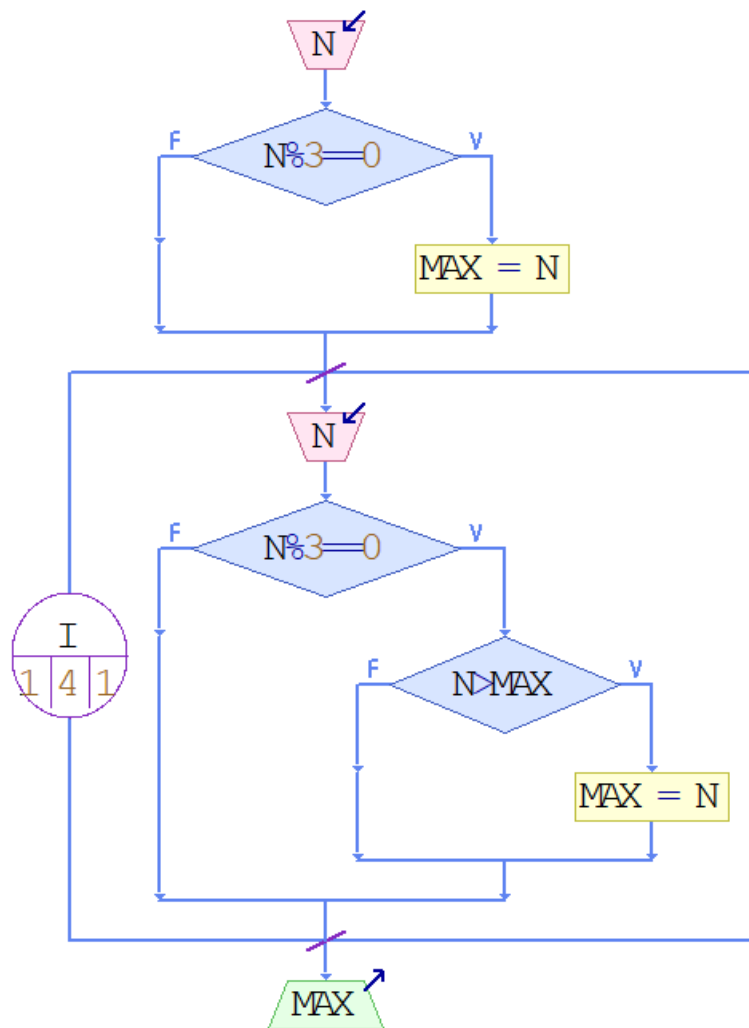 N
F
V
N%3==0
MAX = N
N
F
V
N%3==0
I
1 4 1
F
V
N>MAX
MAX = N
MAX